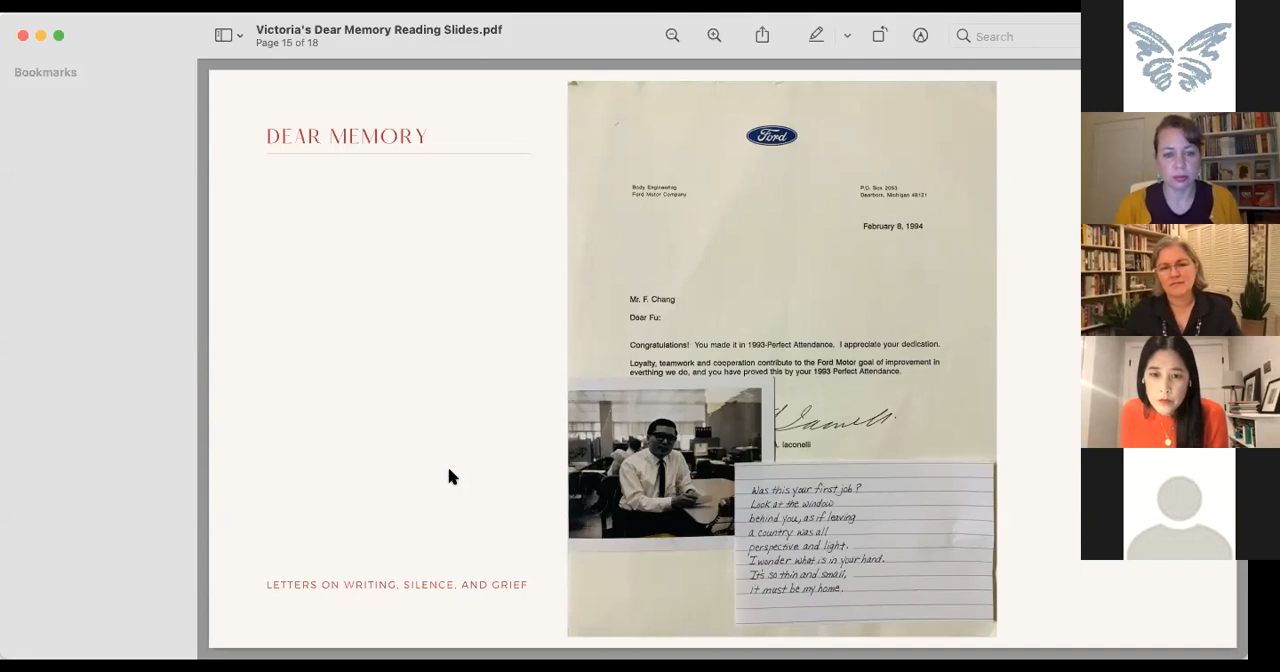 Victoria's Dear Memory Reading Slides.pdf
Page 15 of 18
Search
Bookmarks
DEAR MEMORY
LETTERS ON WRITING, SILENCE, AND GRIEF
Ford
Body Engineering
Ford Motor Company
P.O. Box 2053
Dearborn, Michigan 48121
February 8, 1994
Mr. F. Chang
Dear Fu:
Congratulations! You made it in 1993-Perfect Attendance. I appreciate your dedication.
Loyalty, teamwork and cooperation contribute to the Ford Motor goal of improvement in
everthing we do, and you have proved this by your 1993 Perfect Attendance.
Iaconelli
Was this your first job?
Look at the window
behind you, as if leaving
a country was all
perspective and light.
I wonder what is in your hand.
It's so thin and small,
it must be my home.